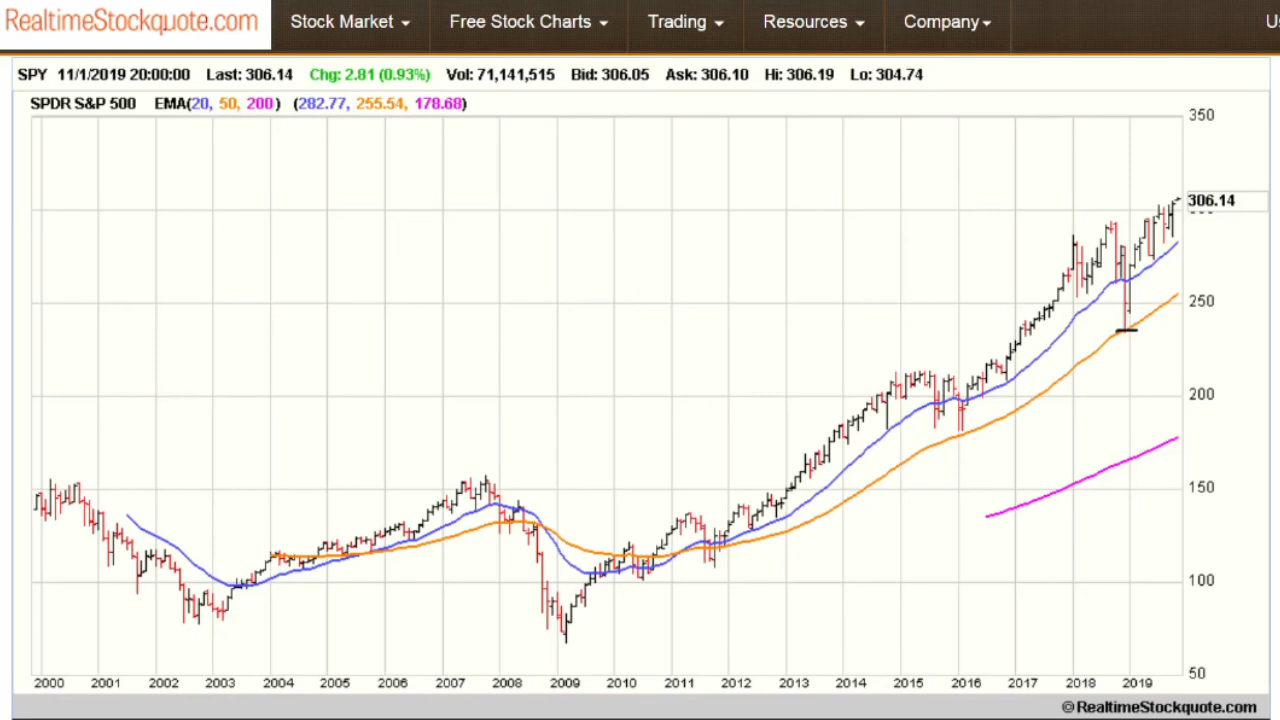 RealtimeStockquote.com Stock Market Free Stock Charts Trading Resources Company
SPY 11/1/2019 20:00:00 Last: 306.14 Chg: 2.81 (0.93%) Vol: 71,141,515 Bid: 306.05 Ask: 306.10 Hi: 306.19 Lo: 304.74
SPDR S&P 500 EMA(20, 50, 200) (282.77, 255.54, 178.68)
350
306.14
250
200
150
100
50
2000 2001 2002 2003 2004 2005 2006 2007 2008 2009 2010 2011 2012 2013 2014 2015 2016 2017 2018 2019
©RealtimeStockquote.com